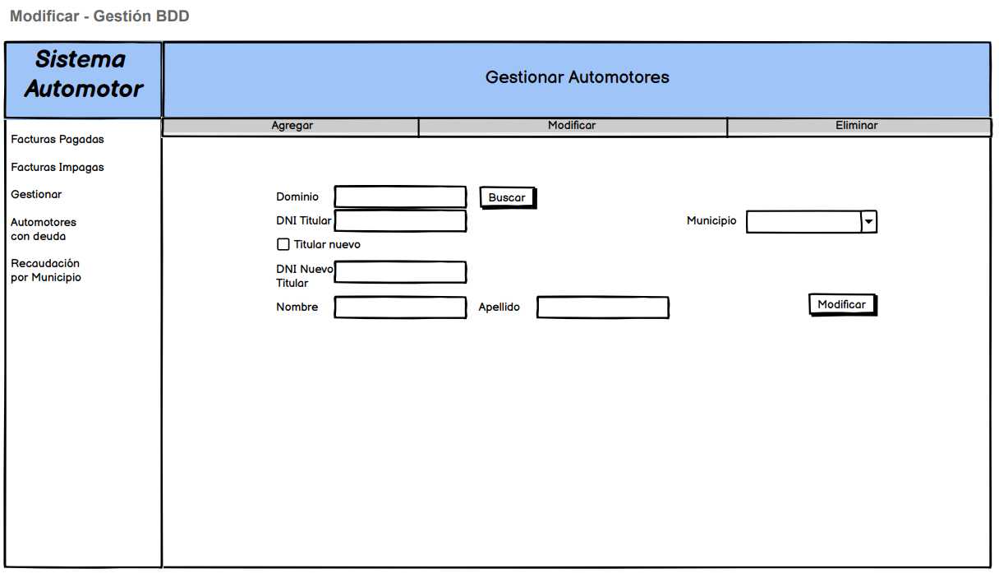 Modificar - Gestión BDD
Sistema
Automotor
Gestionar Automotores
Agregar
Modificar
Eliminar
Facturas Pagadas
Facturas Impagas
Gestionar
Automotores
con deuda
Recaudación
por Municipio
Dominio
Buscar
DNI Titular
Municipio
Titular nuevo
DNI Nuevo
Titular
Nombre
Apellido
Modificar